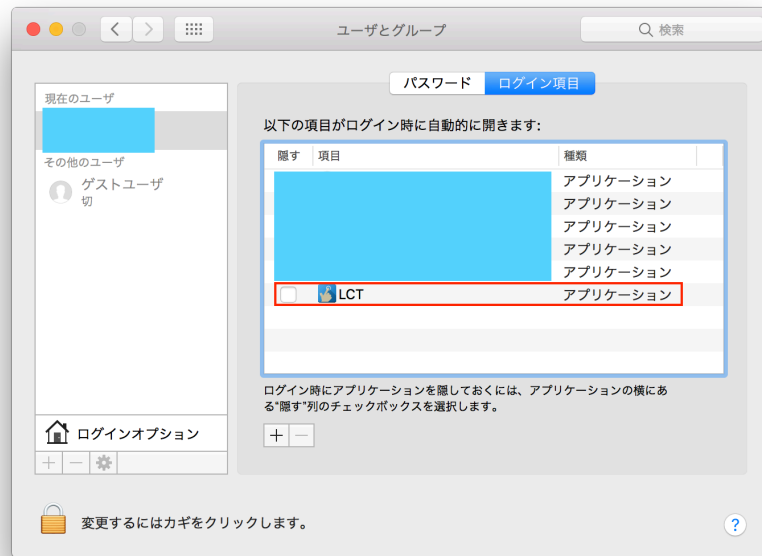 ユーザとグループ
検索
パスワード
ログイン項目
現在のユーザ
その他のユーザ
ゲストユーザ
切
ログインオプション
以下の項目がログイン時に自動的に開きます:
隠す 項目 種類
アプリケーション
アプリケーション
アプリケーション
アプリケーション
アプリケーション
LCT アプリケーション
ログイン時にアプリケーションを隠しておくには、アプリケーションの横にあ
る“隠す”列のチェックボックスを選択します。
変更するにはカギをクリックします。
?